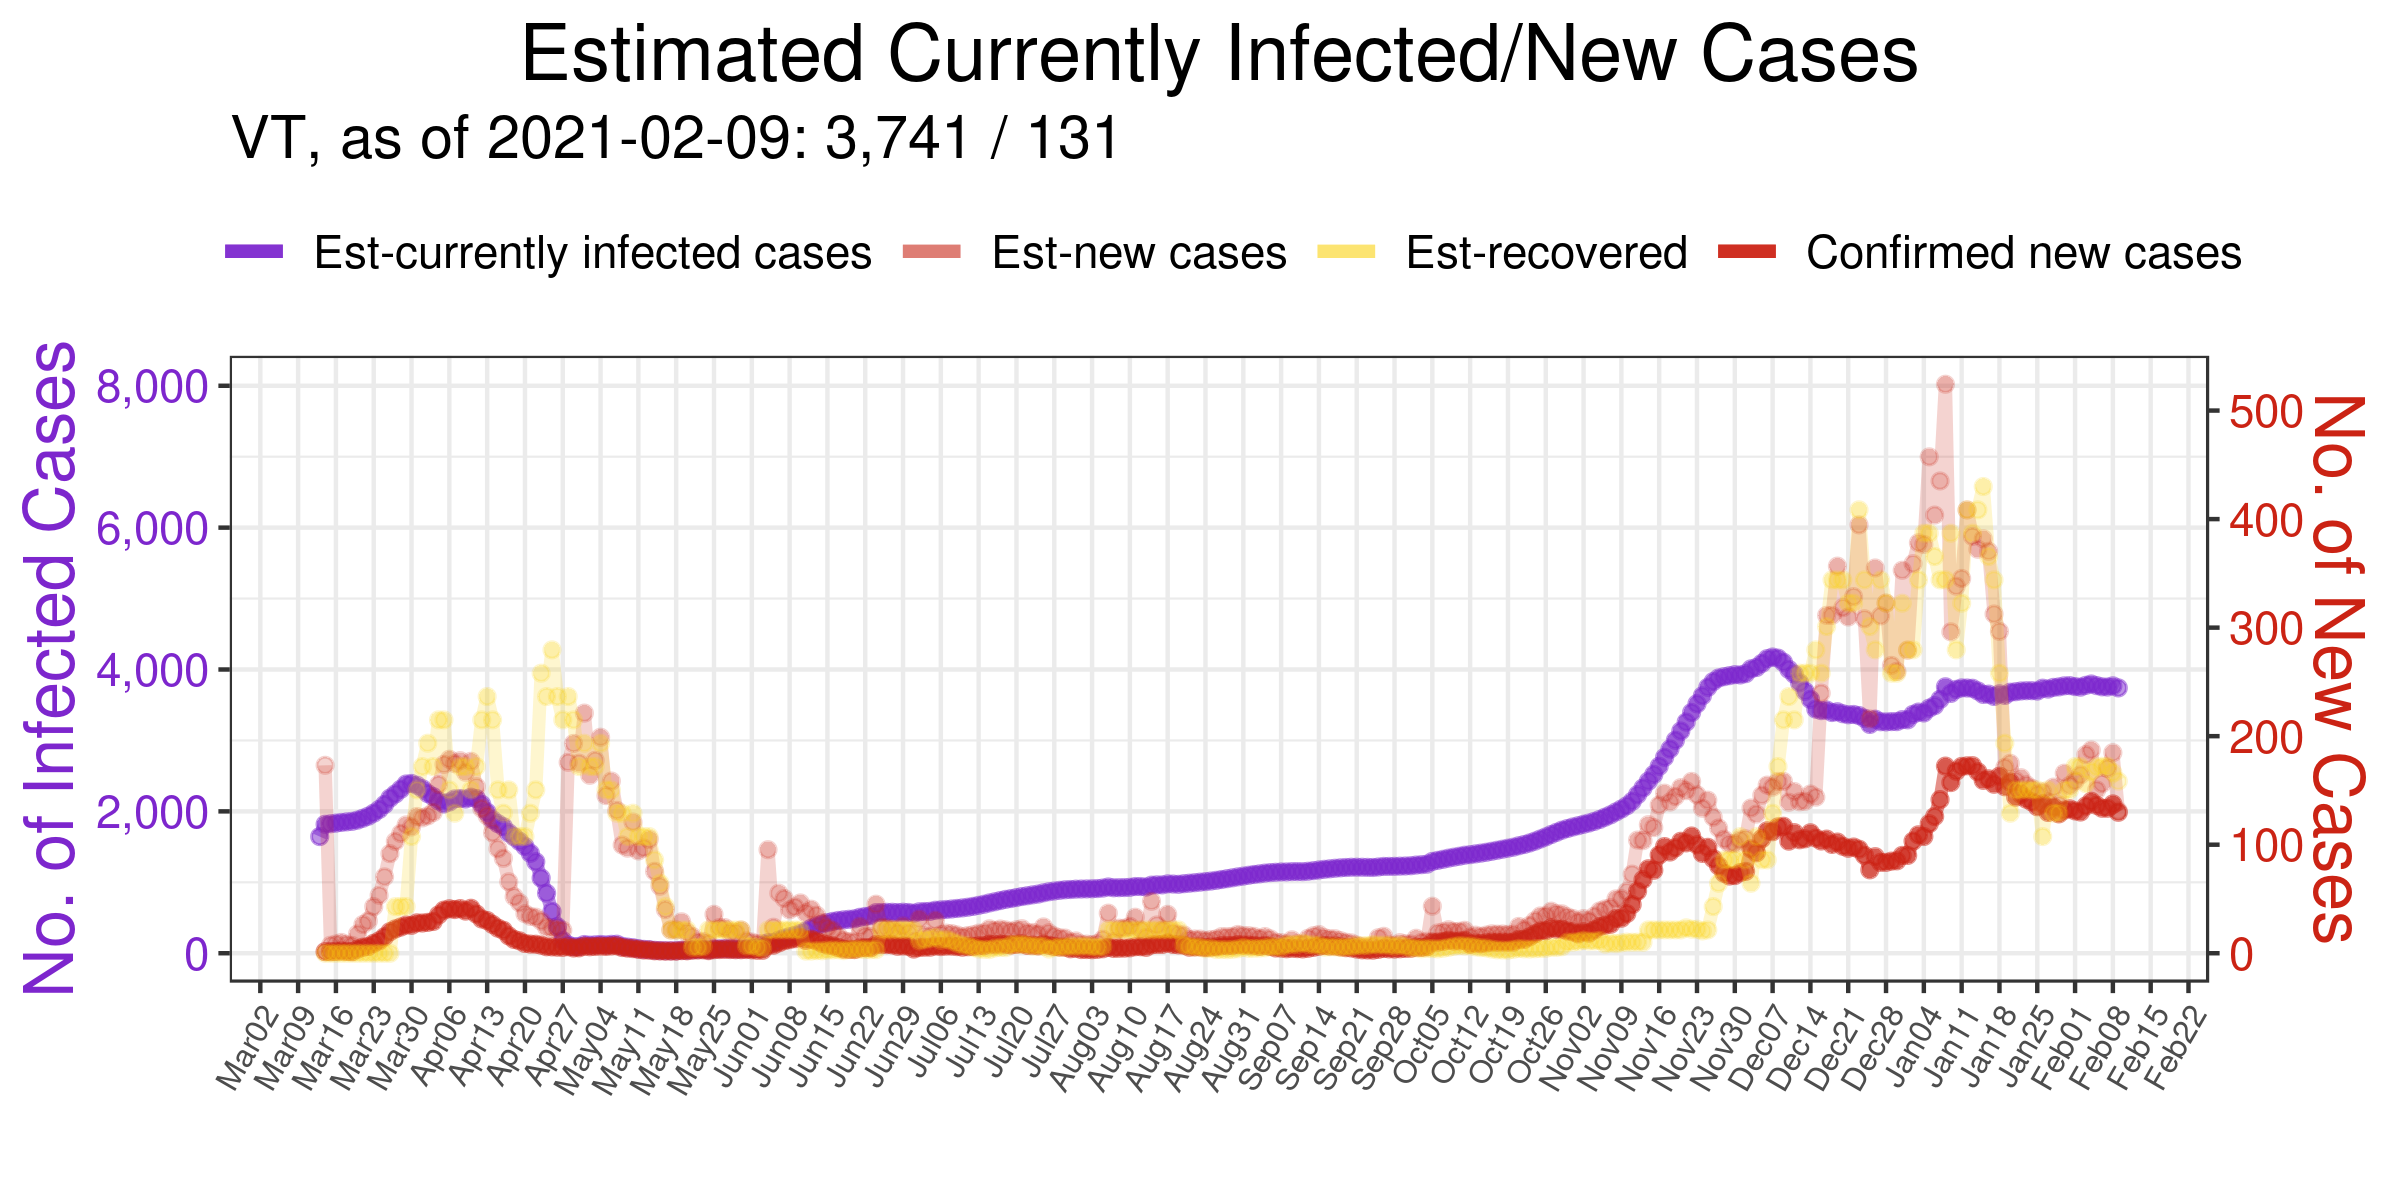 Estimated Currently Infected/New Cases
VT, as of 2021-02-09: 3,741 / 131
Est-currently infected cases Est-new cases Est-recovered Confirmed new cases
No. of Infected Cases
8,000
6,000
4,000
2,000
0
500
400
300
200
100
0
No. of New Cases
Mar02 Mar09 Mar16 Mar23 Mar30 Apr06 Apr13 Apr20 Apr27 May04 May11 May18 May25 Jun01 Jun08 Jun15 Jun22 Jun29 Jul06 Jul13 Jul20 Jul27 Aug03 Aug10 Aug17 Aug24 Aug31 Sep07 Sep14 Sep21 Sep28 Oct05 Oct12 Oct19 Oct26 Nov02 Nov09 Nov16 Nov23 Nov30 Dec07 Dec14 Dec21 Dec28 Jan04 Jan11 Jan18 Jan25 Feb01 Feb08 Feb15 Feb22